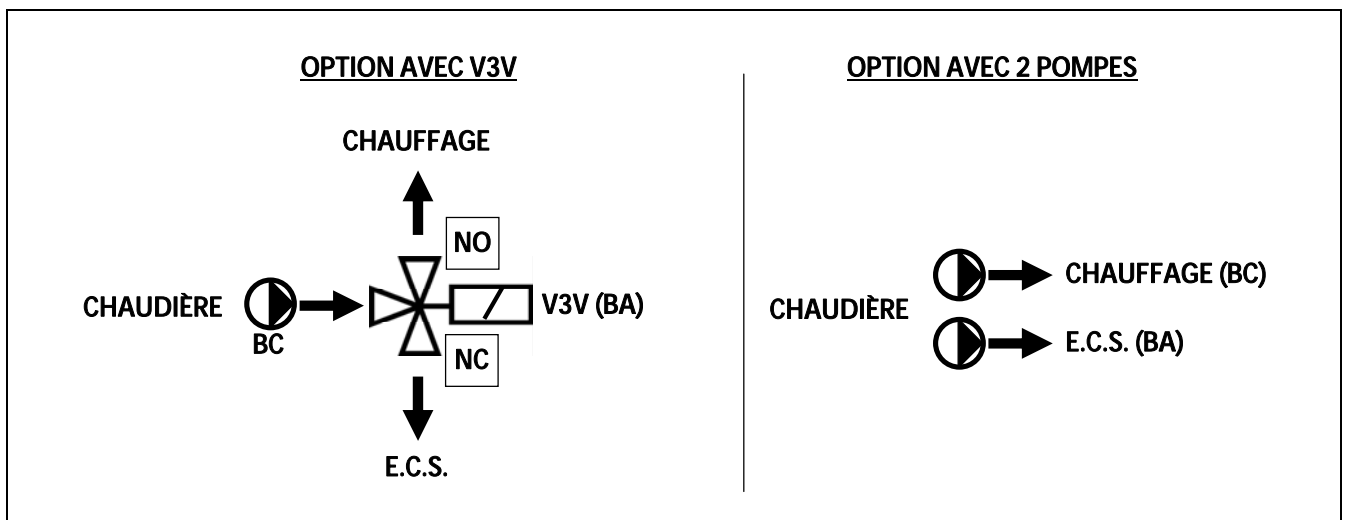 OPTION AVEC V3V
CHAUFFAGE
NO
CHAUDIÈRE
V3V (BA)
BC
NC
E.C.S.
OPTION AVEC 2 POMPES
CHAUFFAGE (BC)
CHAUDIÈRE
E.C.S. (BA)